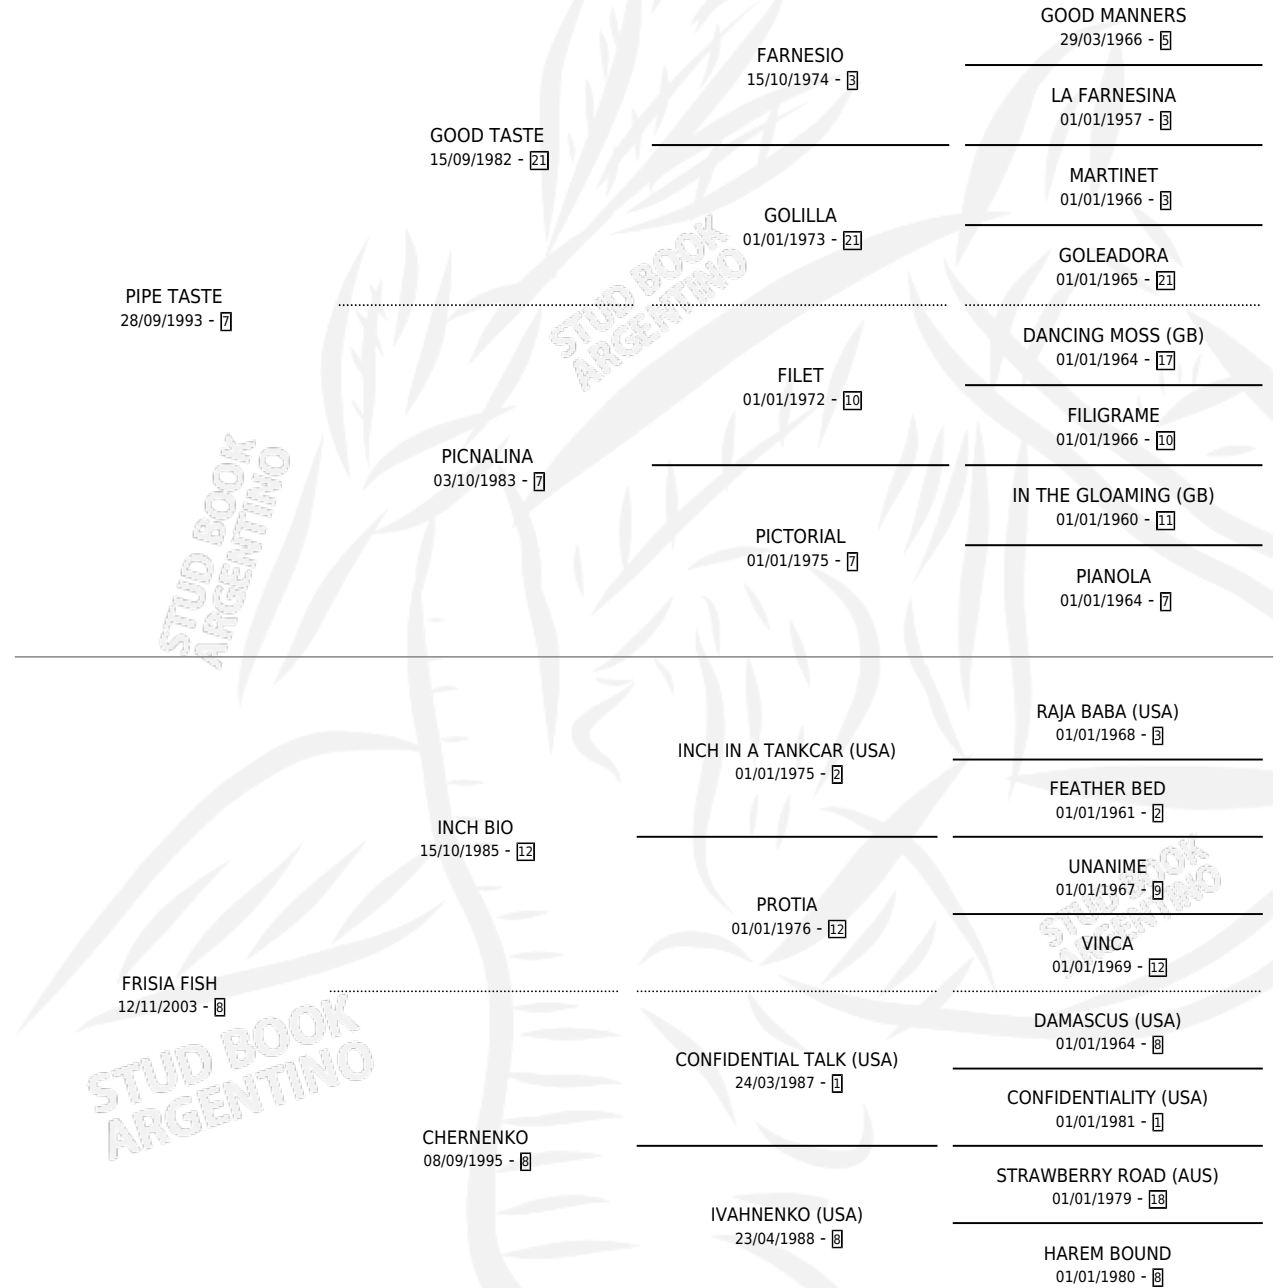 GOOD MANNERS
29/03/1966 - 5
FARNESIO
15/10/1974 - 3
LA FARNESINA
01/01/1957 - 3
GOOD TASTE
15/09/1982 - 21
MARTINET
01/01/1966 - 3
GOLILLA
01/01/1973 - 21
GOLEADORA
01/01/1965 - 21
PIPE TASTE
28/09/1993 - 7
DANCING MOSS (GB)
01/01/1964 - 17
FILET
01/01/1972 - 10
FILIGRAME
01/01/1966 - 10
PICNALINA
03/10/1983 - 7
IN THE GLOAMING (GB)
01/01/1960 - 11
PICTORIAL
01/01/1975 - 7
PIANOLA
01/01/1964 - 7
RAJA BABA (USA)
01/01/1968 - 3
INCH IN A TANKCAR (USA)
01/01/1975 - 2
FEATHER BED
01/01/1961 - 2
INCH BIO
15/10/1985 - 12
UNANIME
01/01/1967 - 9
PROTIA
01/01/1976 - 12
VINCA
01/01/1969 - 12
FRISIA FISH
12/11/2003 - 8
DAMASCUS (USA)
01/01/1964 - 8
CONFIDENTIAL TALK (USA)
24/03/1987 - 1
CONFIDENTIALITY (USA)
01/01/1981 - 1
CHERNENKO
08/09/1995 - 8
STRAWBERRY ROAD (AUS)
01/01/1979 - 18
IVAHNENKO (USA)
23/04/1988 - 8
HAREM BOUND
01/01/1980 - 8
STUD BOOK
ARGENTINO
STUD BOOK
ARGENTINO
STUD BOOK
ARGENTINO
STUD BOOK
ARGENTINO